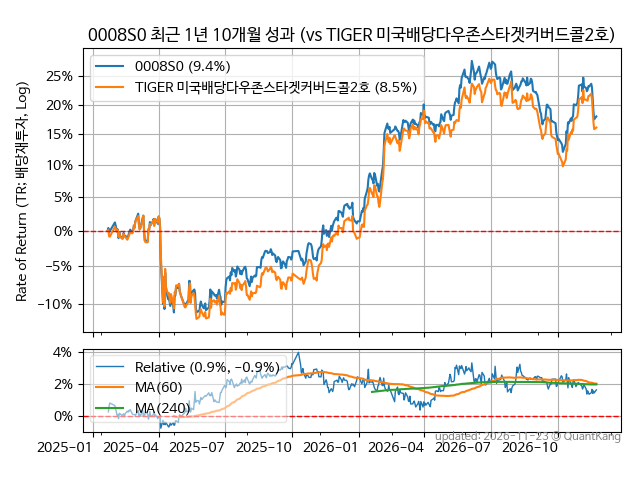 0008S0 최근 1년 10개월 성과 (vs TIGER 미국배당다우존스타겟커버드콜2호)
Rate of Return (TR: 배당재투자, Log)
0008S0 (9.4%)
TIGER 미국배당다우존스타겟커버드콜2호 (8.5%)
25%
20%
15%
10%
5%
0%
−5%
−10%
4%
2%
0%
Relative (0.9%, −0.9%)
MA(60)
MA(240)
2025-01
2025-04
2025-07
2025-10
2026-01
2026-04
2026-07
2026-10
updated: 2026-11-23 © QuantKang